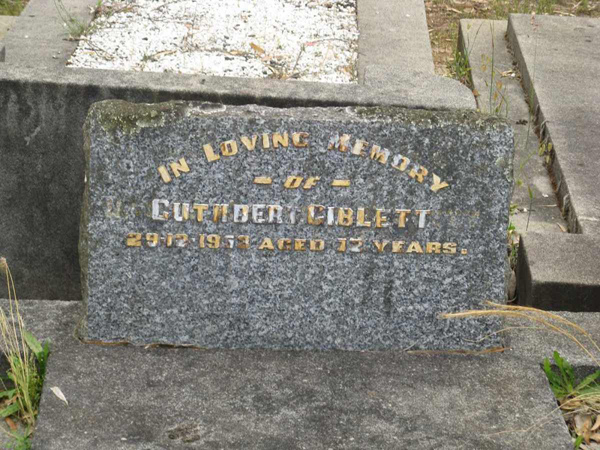 IN LOVING MEMORY
- OF -
CUTHBERT GIBLETT
29·12·1953 AGED 72 YEARS.